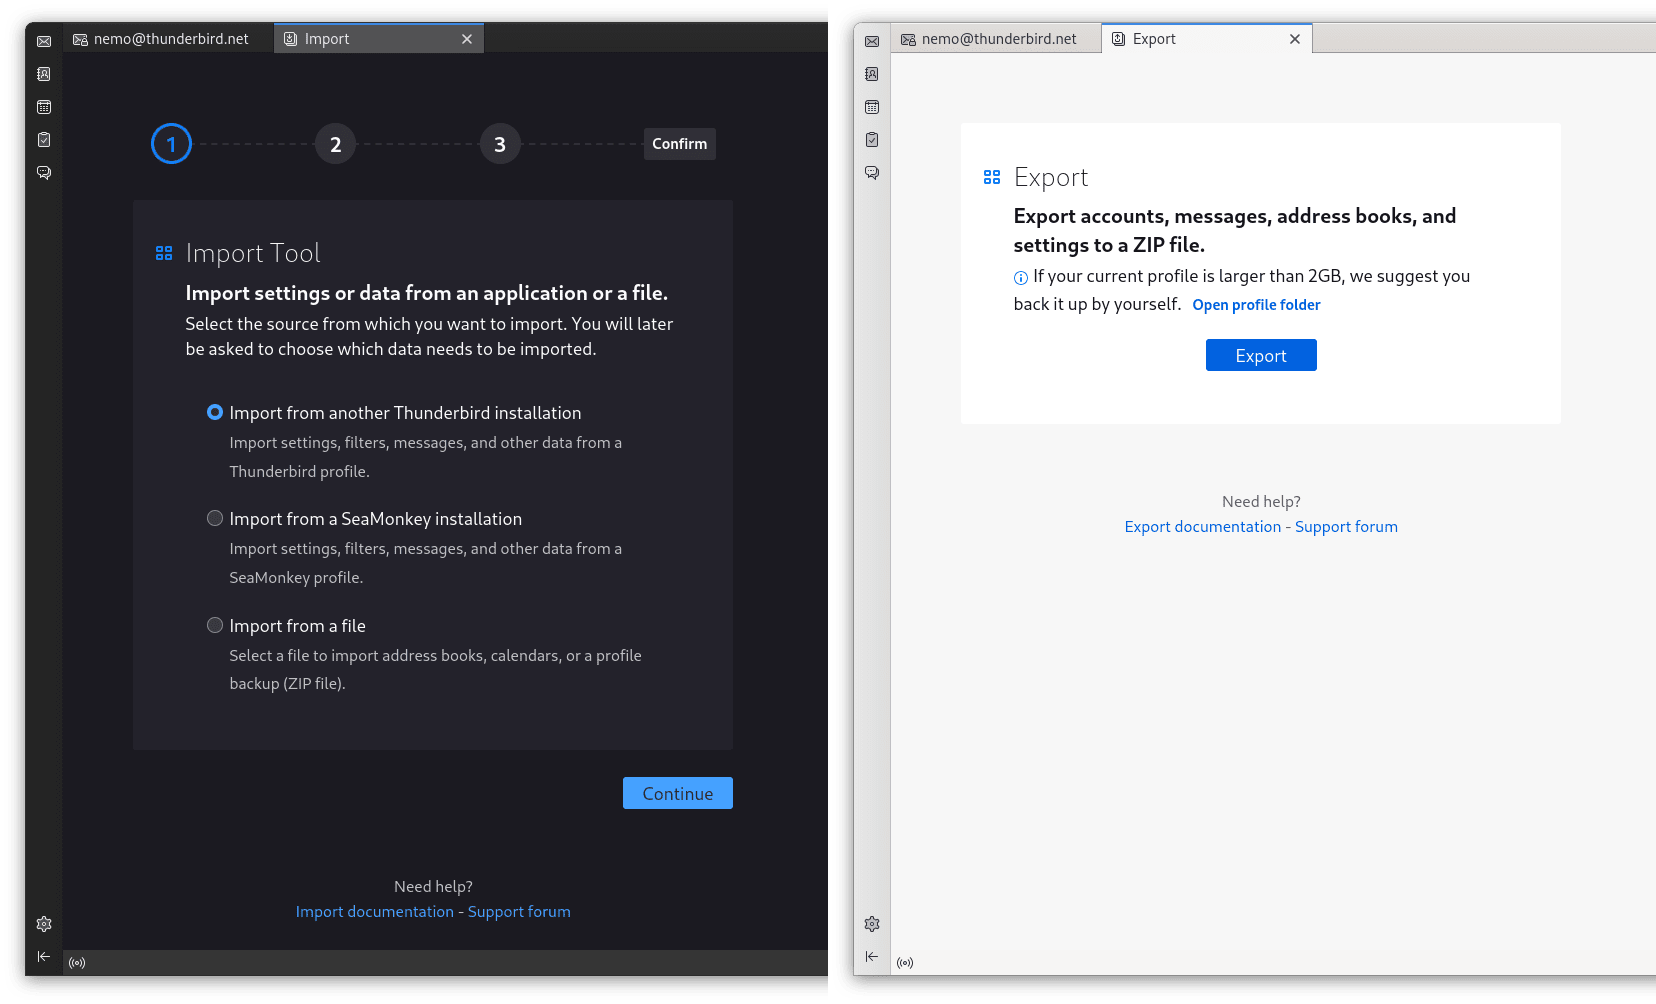 nemo@thunderbird.net
Import
1
2
3
Confirm
Import Tool
Import settings or data from an application or a file.
Select the source from which you want to import. You will later
be asked to choose which data needs to be imported.
Import from another Thunderbird installation
Import settings, filters, messages, and other data from a
Thunderbird profile.
Import from a SeaMonkey installation
Import settings, filters, messages, and other data from a
SeaMonkey profile.
Import from a file
Select a file to import address books, calendars, or a profile
backup (ZIP file).
Continue
Need help?
Import documentation - Support forum
nemo@thunderbird.net
Export
Export
Export accounts, messages, address books, and
settings to a ZIP file.
If your current profile is larger than 2GB, we suggest you
back it up by yourself. Open profile folder
Export
Need help?
Export documentation - Support forum